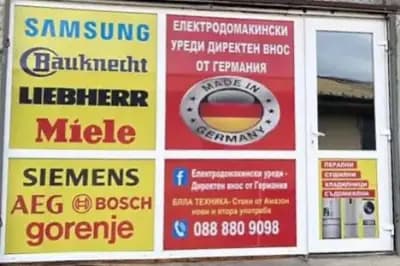 SAMSUNG
Bauknecht
LIEBHERR
Miele
SIEMENS
AEG BOSCH
gorenje
ЕЛЕКТРОДОМАКИНСКИ
УРЕДИ ДИРЕКТЕН ВНОС
ОТ ГЕРМАНИЯ
MADE IN
GERMANY
Електродомакински уреди -
Директен внос от Германия
БЯЛА ТЕХНИКА- Стоки от Амазон
нови и втора употреба
088 880 9098
ПЕРАЛНИ
СУШИЛНИ
ХЛАДИЛНИЦИ
СЪДОМИЯЛНИ